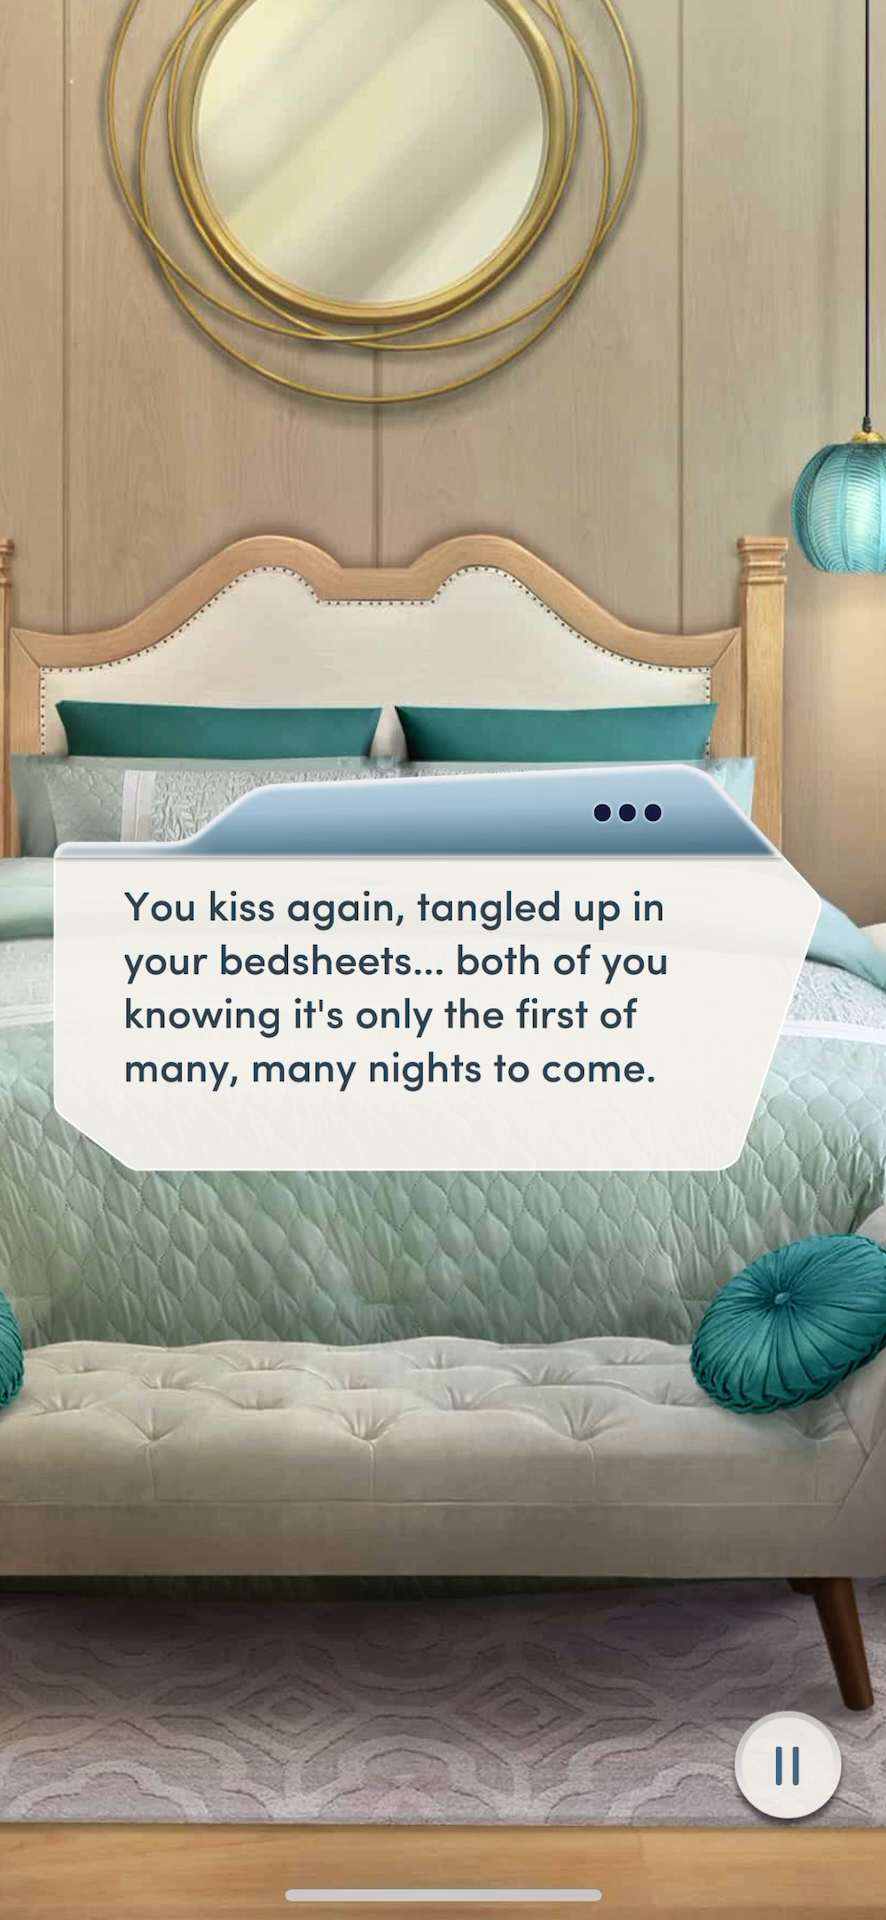 You kiss again, tangled up in
your bedsheets... both of you
knowing it's only the first of
many, many nights to come.